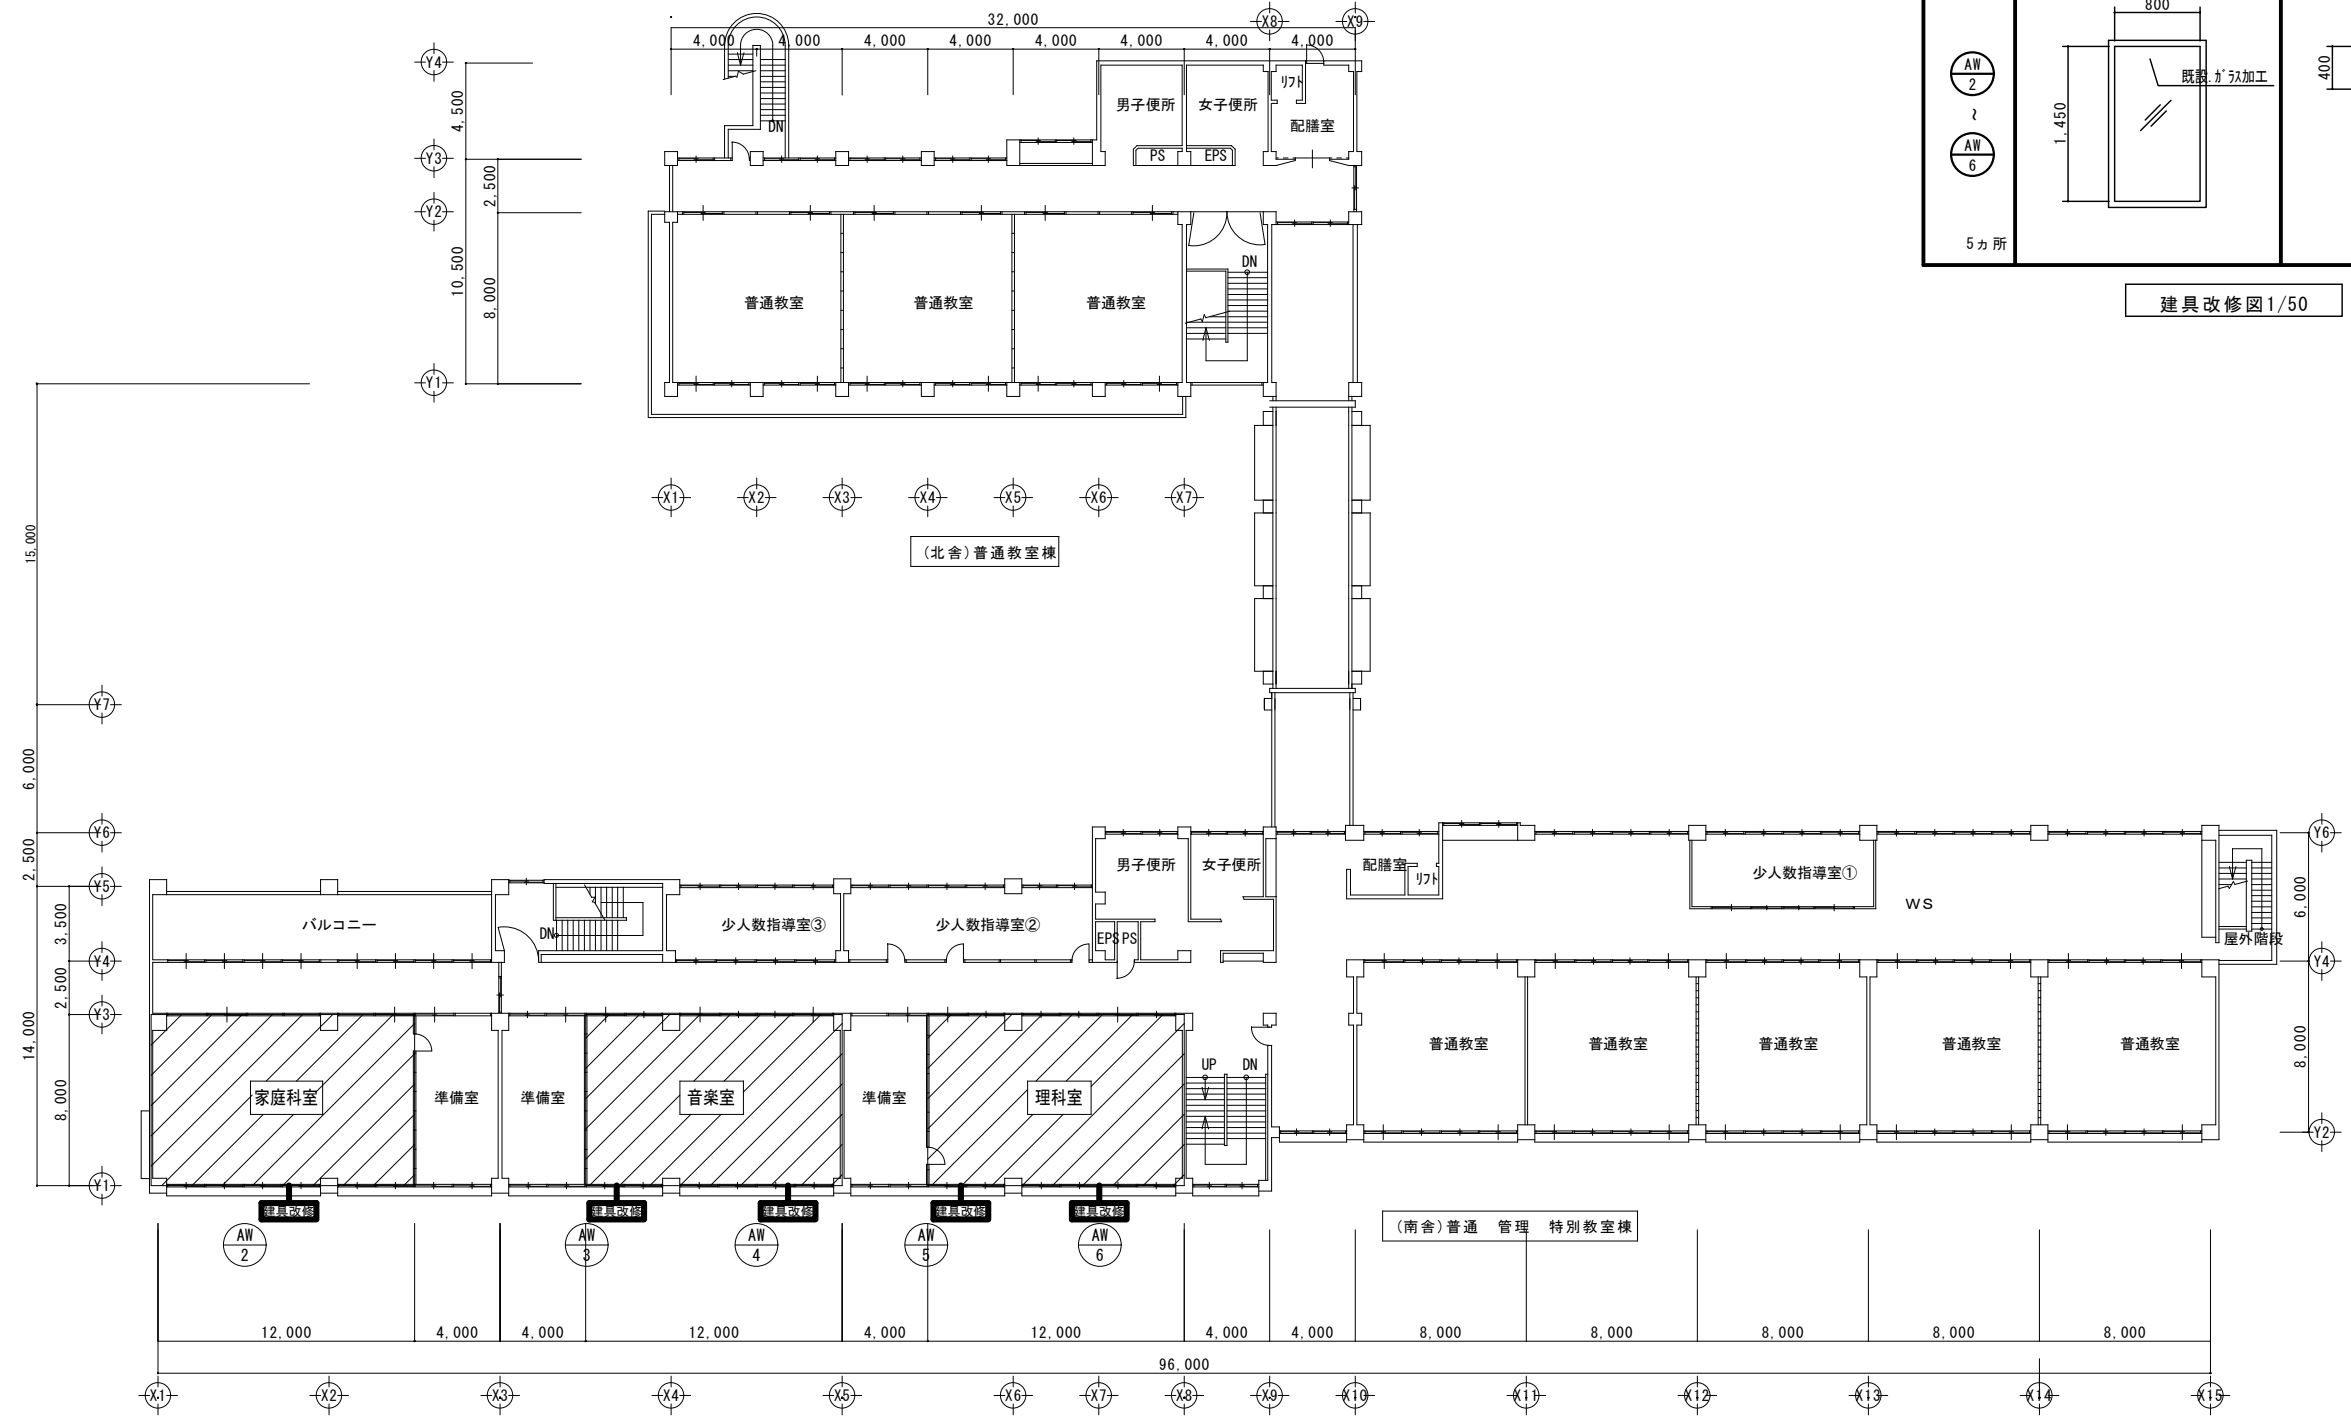 32,000
X8
X9
4,000
4,000
4,000
4,000
4,000
4,000
4,000
4,000
Y4
4,500
Y3
2,500
Y2
10,500
8,000
Y1
DN
男子便所
女子便所
リフト
配膳室
PS
EPS
普通教室
普通教室
普通教室
DN
X1
X2
X3
X4
X5
X6
X7
(北舎)普通教室棟
AW
2
~
AW
6
5ヵ所
800
1,450
既設.ガラス加工
400
建具改修図1/50
15,000
Y7
6,000
Y6
2,500
Y5
3,500
Y4
2,500
Y3
14,000
8,000
Y1
バルコニー
DN
少人数指導室③
少人数指導室②
男子便所
女子便所
EPS
PS
配膳室
リフト
少人数指導室①
WS
屋外階段
Y6
6,000
Y4
8,000
Y2
家庭科室
準備室
準備室
音楽室
準備室
理科室
UP
DN
普通教室
普通教室
普通教室
普通教室
普通教室
建具改修
建具改修
建具改修
建具改修
建具改修
AW
2
AW
3
AW
4
AW
5
AW
6
(南舎)普通 管理 特別教室棟
12,000
4,000
4,000
12,000
4,000
12,000
4,000
4,000
8,000
8,000
8,000
8,000
8,000
96,000
X1
X2
X3
X4
X5
X6
X7
X8
X9
X10
X11
X12
X13
X14
X15